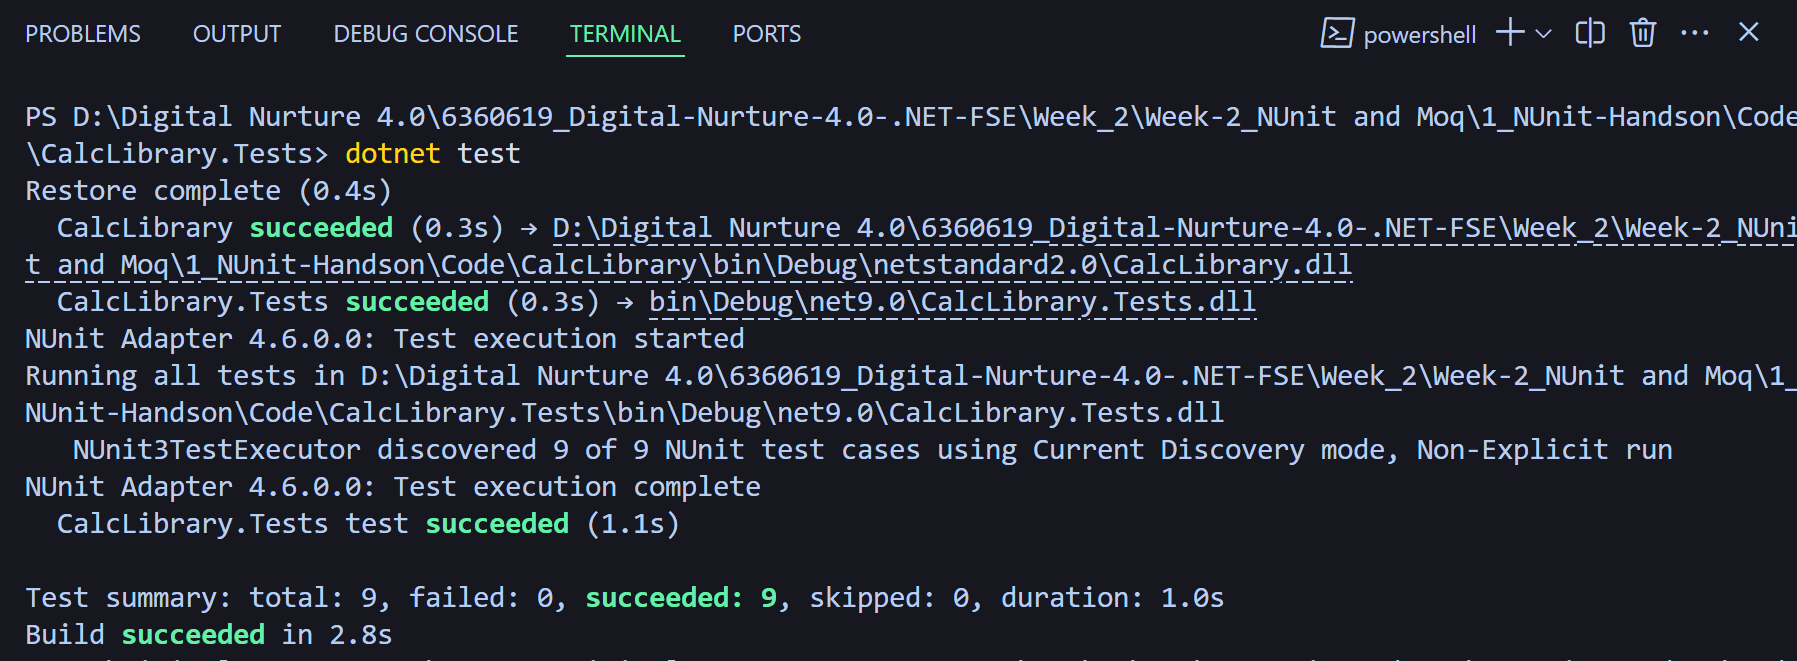 PROBLEMS OUTPUT DEBUG CONSOLE TERMINAL PORTS powershell
PS D:\Digital Nurture 4.0\6360619_Digital-Nurture-4.0-.NET-FSE\Week_2\Week-2_NUnit and Moq\1_NUnit-Handson\Code
\CalcLibrary.Tests> dotnet test
Restore complete (0.4s)
CalcLibrary succeeded (0.3s) → D:\Digital Nurture 4.0\6360619_Digital-Nurture-4.0-.NET-FSE\Week_2\Week-2_NUni
t and Moq\1_NUnit-Handson\Code\CalcLibrary\bin\Debug\netstandard2.0\CalcLibrary.dll
CalcLibrary.Tests succeeded (0.3s) → bin\Debug\net9.0\CalcLibrary.Tests.dll
NUnit Adapter 4.6.0.0: Test execution started
Running all tests in D:\Digital Nurture 4.0\6360619_Digital-Nurture-4.0-.NET-FSE\Week_2\Week-2_NUnit and Moq\1_
NUnit-Handson\Code\CalcLibrary.Tests\bin\Debug\net9.0\CalcLibrary.Tests.dll
NUnit3TestExecutor discovered 9 of 9 NUnit test cases using Current Discovery mode, Non-Explicit run
NUnit Adapter 4.6.0.0: Test execution complete
CalcLibrary.Tests test succeeded (1.1s)
Test summary: total: 9, failed: 0, succeeded: 9, skipped: 0, duration: 1.0s
Build succeeded in 2.8s